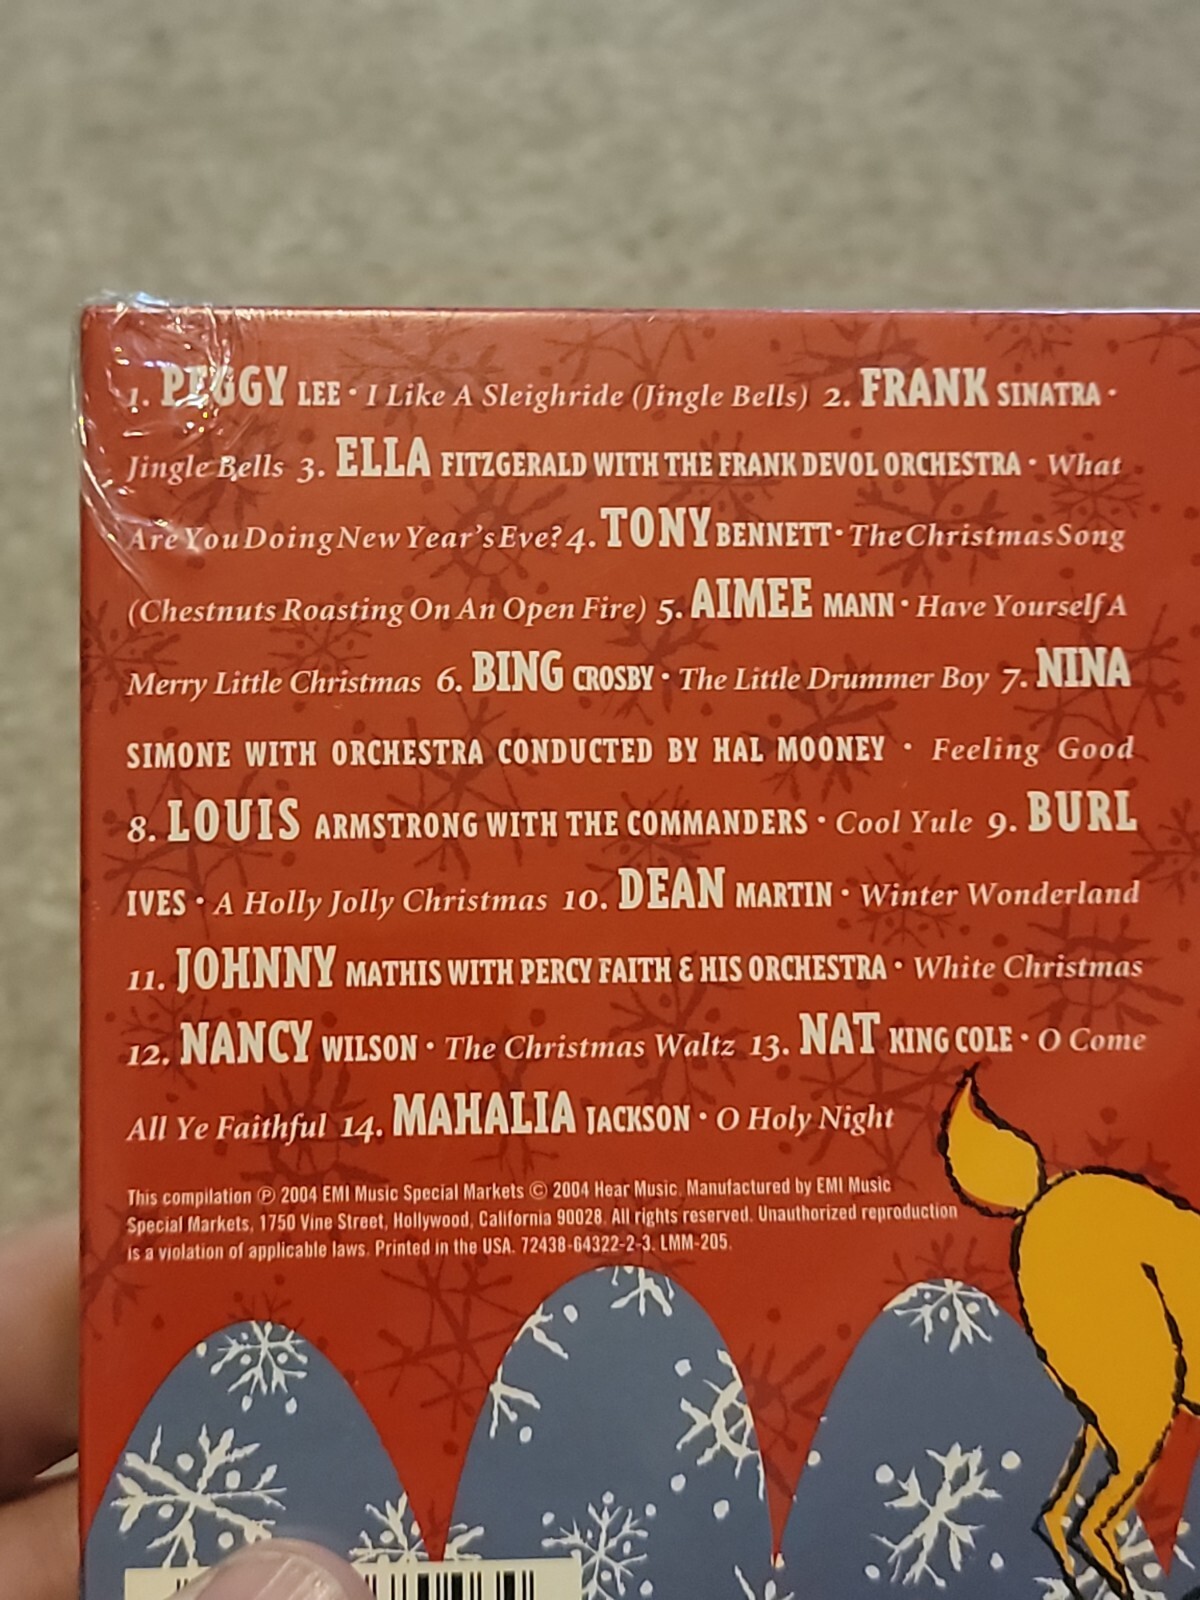 1. PEGGY LEE • I Like A Sleighride (Jingle Bells) 2. FRANK SINATRA •
Jingle Bells 3. ELLA FITZGERALD WITH THE FRANK DEVOL ORCHESTRA • What
Are You Doing New Year's Eve? 4. TONY BENNETT • The Christmas Song
(Chestnuts Roasting On An Open Fire) 5. AIMEE MANN • Have Yourself A
Merry Little Christmas 6. BING CROSBY • The Little Drummer Boy 7. NINA
SIMONE WITH ORCHESTRA CONDUCTED BY HAL MOONEY • Feeling Good
8. LOUIS ARMSTRONG WITH THE COMMANDERS • Cool Yule 9. BURL
IVES • A Holly Jolly Christmas 10. DEAN MARTIN • Winter Wonderland
11. JOHNNY MATHIS WITH PERCY FAITH & HIS ORCHESTRA • White Christmas
12. NANCY WILSON • The Christmas Waltz 13. NAT KING COLE • O Come
All Ye Faithful 14. MAHALIA JACKSON • O Holy Night
This compilation ℗ 2004 EMI Music Special Markets © 2004 Hear Music. Manufactured by EMI Music
Special Markets, 1750 Vine Street, Hollywood, California 90028. All rights reserved. Unauthorized reproduction
is a violation of applicable laws. Printed in the USA. 72438-64322-2-3. LMM-205.